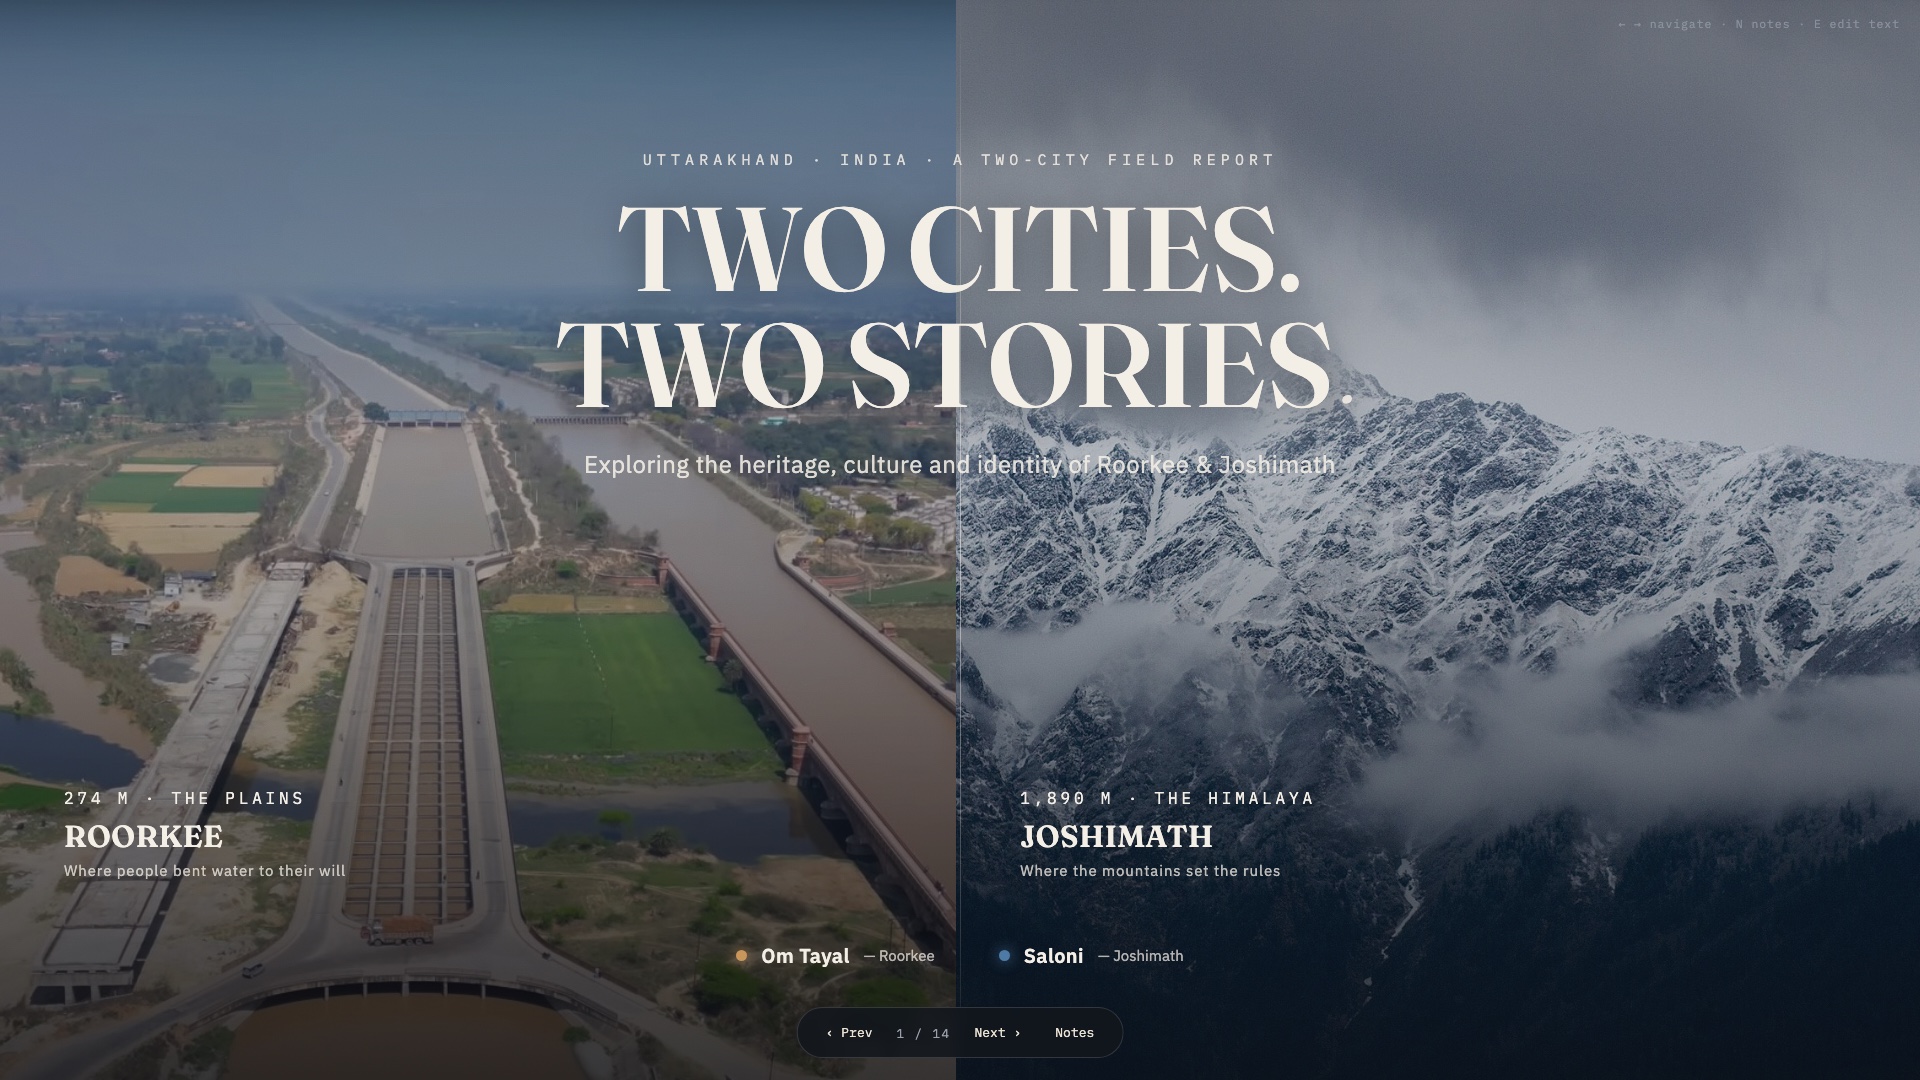 ← → navigate · N notes · E edit text
UTTARAKHAND · INDIA · A TWO-CITY FIELD REPORT
TWO CITIES.
TWO STORIES.
Exploring the heritage, culture and identity of Roorkee & Joshimath
274 M · THE PLAINS
ROORKEE
Where people bent water to their will
1,890 M · THE HIMALAYA
JOSHIMATH
Where the mountains set the rules
Om Tayal — Roorkee
Saloni — Joshimath
‹ Prev 1 / 14 Next › Notes